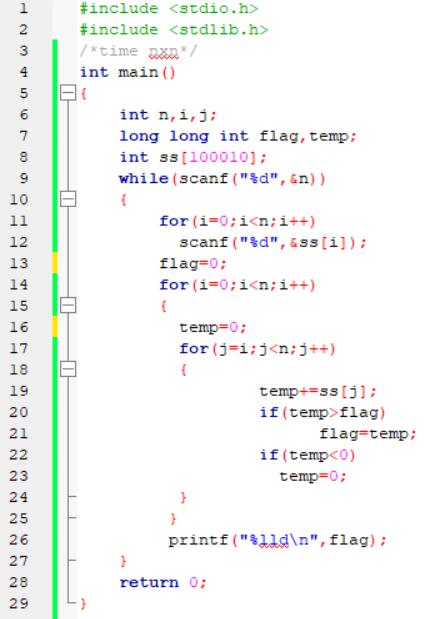 1 #include <stdio.h>
2 #include <stdlib.h>
3 /*time nxn*/
4 int main()
5 {
6 int n,i,j;
7 long long int flag,temp;
8 int ss[100010];
9 while(scanf("%d",&n))
10 {
11 for(i=0;i<n;i++)
12 scanf("%d",&ss[i]);
13 flag=0;
14 for(i=0;i<n;i++)
15 {
16 temp=0;
17 for(j=i;j<n;j++)
18 {
19 temp+=ss[j];
20 if(temp>flag)
21 flag=temp;
22 if(temp<0)
23 temp=0;
24 }
25 }
26 printf("%lld\n",flag);
27 }
28 return 0;
29 }